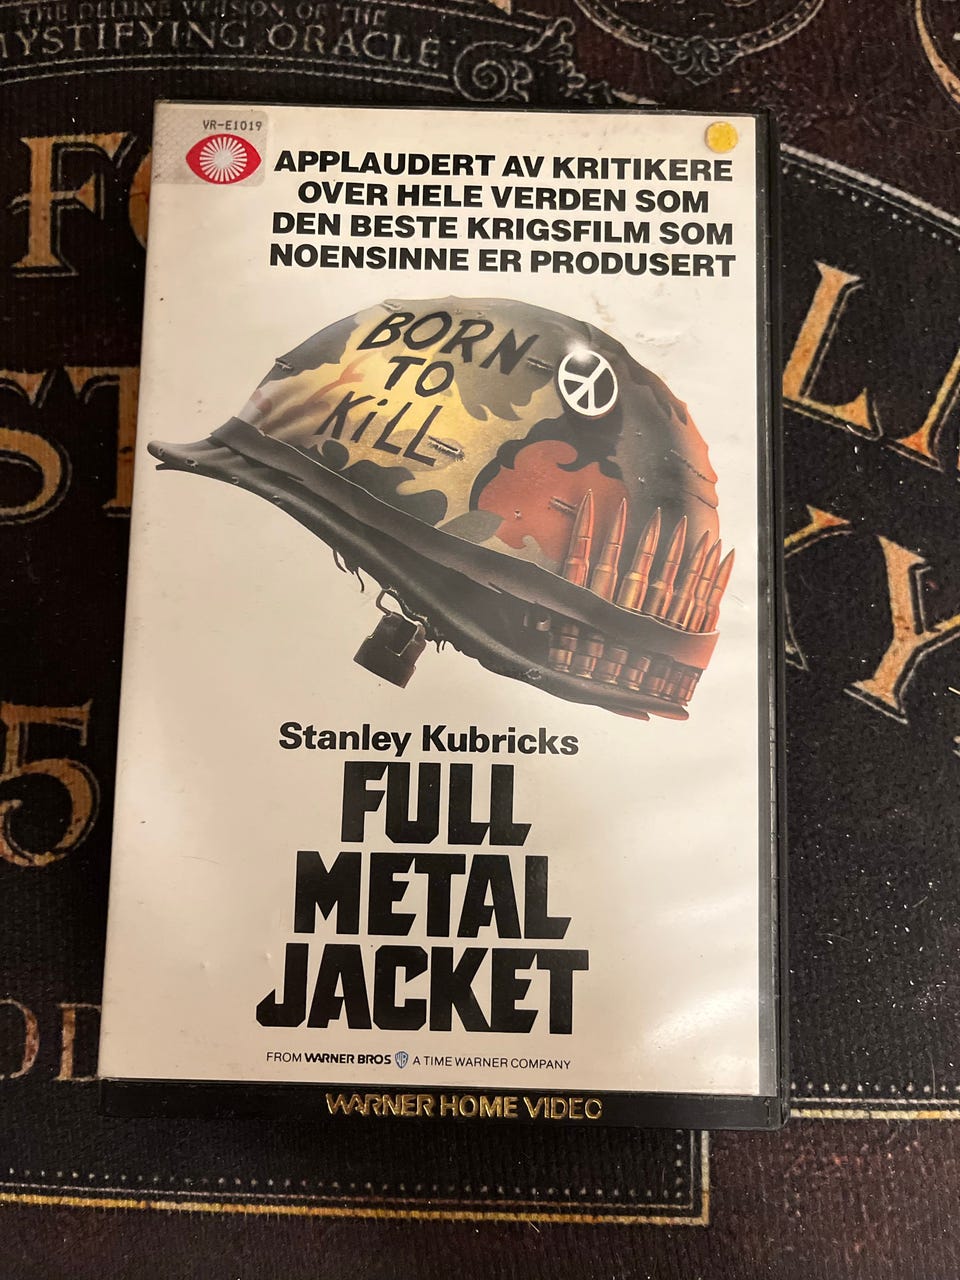 THE DELUXE VERSION OF THE
MYSTIFYING ORACLE
VR-E1019
APPLAUDERT AV KRITIKERE
OVER HELE VERDEN SOM
DEN BESTE KRIGSFILM SOM
NOENSINNE ER PRODUSERT
BORN
TO
KiLL
Stanley Kubricks
FULL
METAL
JACKET
5
FROM WARNER BROS WB A TIME WARNER COMPANY
WARNER HOME VIDEO